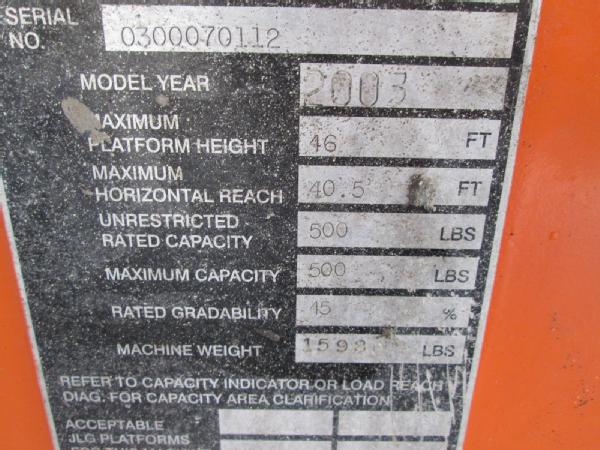 SERIAL
NO. 0300070112
MODEL YEAR 2003
MAXIMUM
PLATFORM HEIGHT 46 FT
MAXIMUM
HORIZONTAL REACH 40.5 FT
UNRESTRICTED
RATED CAPACITY 500 LBS
MAXIMUM CAPACITY 500 LBS
RATED GRADABILITY 45 %
MACHINE WEIGHT LBS
REFER TO CAPACITY INDICATOR OR LOAD REACH
DIAG. FOR CAPACITY AREA CLARIFICATION
ACCEPTABLE
JLG PLATFORMS